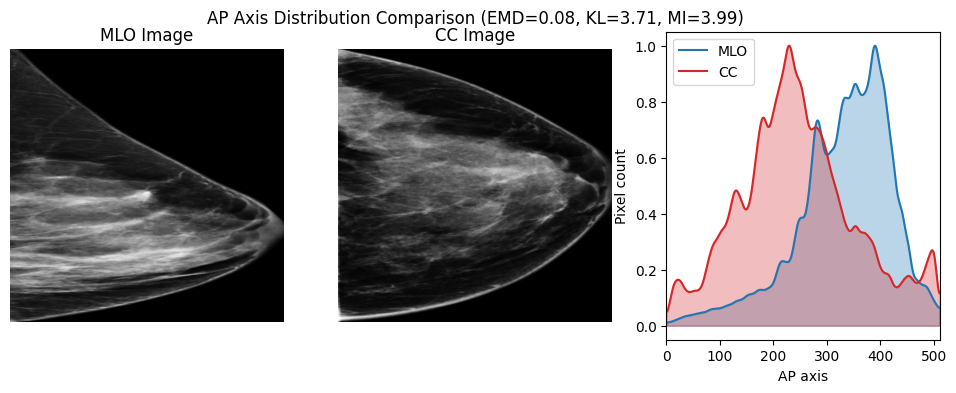 AP Axis Distribution Comparison (EMD=0.08, KL=3.71, MI=3.99)
MLO Image
CC Image
MLO
CC
Pixel count
1.0
0.8
0.6
0.4
0.2
0.0
0 100 200 300 400 500
AP axis